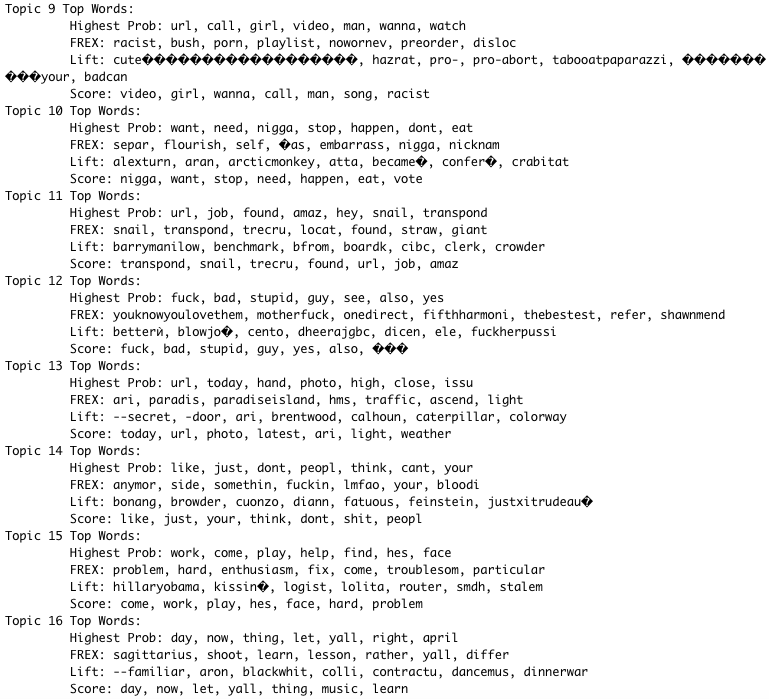 Topic 9 Top Words:
Highest Prob: url, call, girl, video, man, wanna, watch
FREX: racist, bush, porn, playlist, nowornev, preorder, disloc
Lift: cute����������������������, hazrat, pro-, pro-abort, tabooatpaparazzi, �������
���your, badcan
Score: video, girl, wanna, call, man, song, racist
Topic 10 Top Words:
Highest Prob: want, need, nigga, stop, happen, dont, eat
FREX: separ, flourish, self, �as, embarrass, nigga, nicknam
Lift: alexturn, aran, arcticmonkey, atta, became�, confer�, crabitat
Score: nigga, want, stop, need, happen, eat, vote
Topic 11 Top Words:
Highest Prob: url, job, found, amaz, hey, snail, transpond
FREX: snail, transpond, trecru, locat, found, straw, giant
Lift: barrymanilow, benchmark, bfrom, boardk, cibc, clerk, crowder
Score: transpond, snail, trecru, found, url, job, amaz
Topic 12 Top Words:
Highest Prob: fuck, bad, stupid, guy, see, also, yes
FREX: youknowyoulovethem, motherfuck, onedirect, fifthharmoni, thebestest, refer, shawnmend
Lift: betterѝ, blowjo�, cento, dheerajgbc, dicen, ele, fuckherpussi
Score: fuck, bad, stupid, guy, yes, also, ���
Topic 13 Top Words:
Highest Prob: url, today, hand, photo, high, close, issu
FREX: ari, paradis, paradiseisland, hms, traffic, ascend, light
Lift: --secret, -door, ari, brentwood, calhoun, caterpillar, colorway
Score: today, url, photo, latest, ari, light, weather
Topic 14 Top Words:
Highest Prob: like, just, dont, peopl, think, cant, your
FREX: anymor, side, somethin, fuckin, lmfao, your, bloodi
Lift: bonang, browder, cuonzo, diann, fatuous, feinstein, justxitrudeau�
Score: like, just, your, think, dont, shit, peopl
Topic 15 Top Words:
Highest Prob: work, come, play, help, find, hes, face
FREX: problem, hard, enthusiasm, fix, come, troublesom, particular
Lift: hillaryobama, kissin�, logist, lolita, router, smdh, stalem
Score: come, work, play, hes, face, hard, problem
Topic 16 Top Words:
Highest Prob: day, now, thing, let, yall, right, april
FREX: sagittarius, shoot, learn, lesson, rather, yall, differ
Lift: --familiar, aron, blackwhit, colli, contractu, dancemus, dinnerwar
Score: day, now, let, yall, thing, music, learn